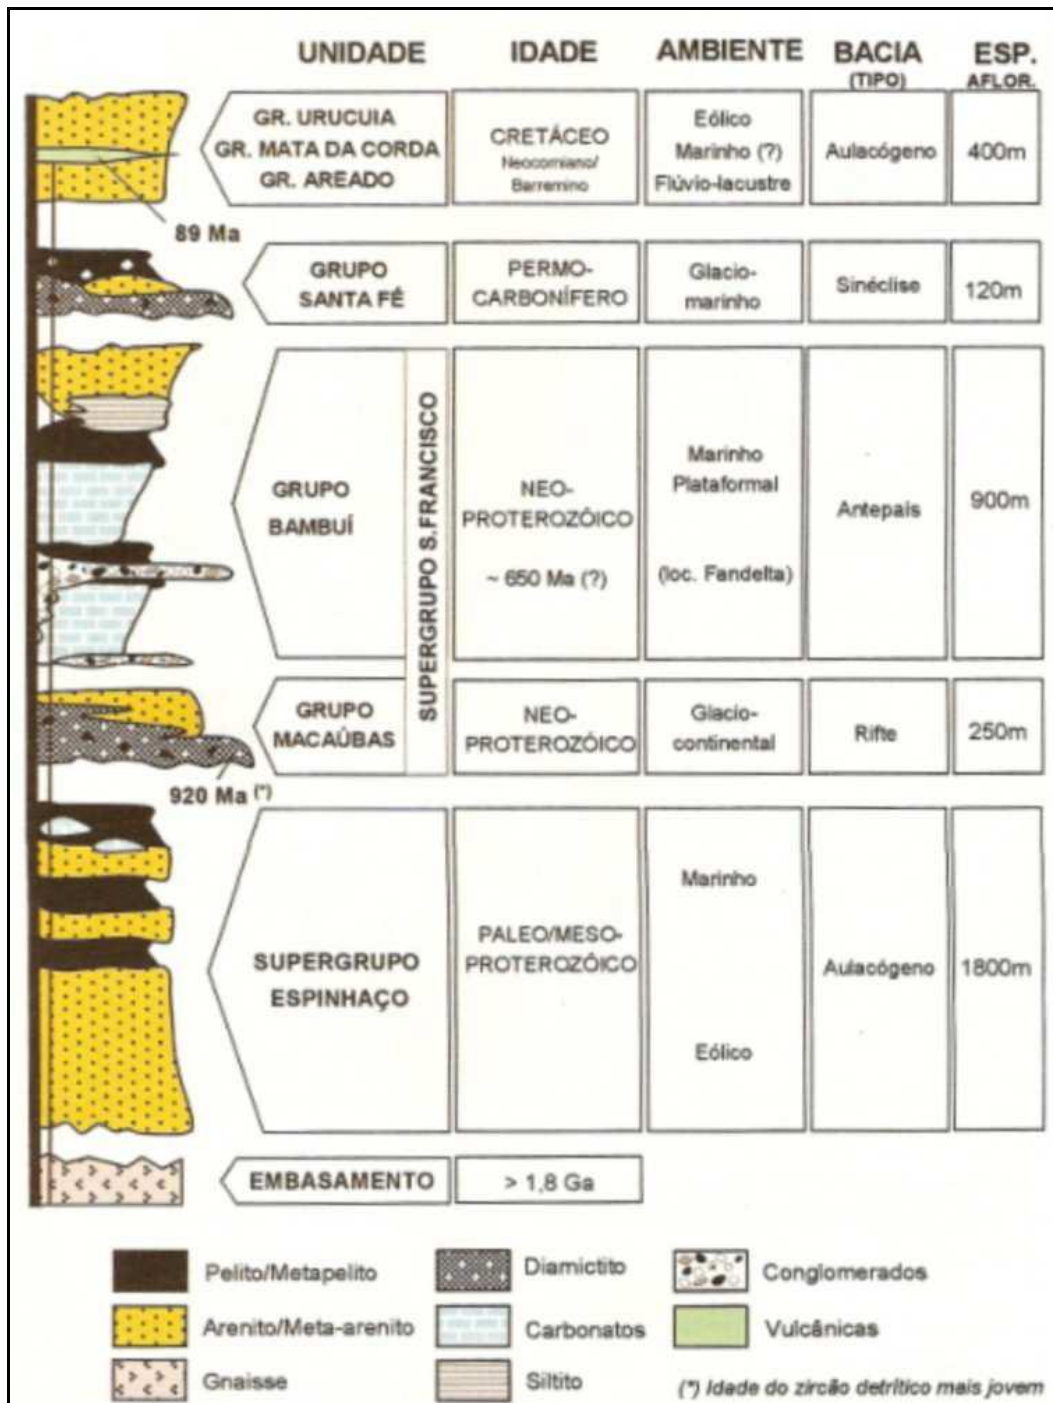 UNIDADE IDADE AMBIENTE BACIA ESP.
(TIPO) AFLOR.
GR. URUCUIA
GR. MATA DA CORDA
GR. AREADO
CRETÁCEO
Neocomiano/
Barremino
Eólico
Marinho (?)
Flúvio-lacustre
Aulacógeno
400m
89 Ma
GRUPO
SANTA FÉ
PERMO-
CARBONÍFERO
Glacio-
marinho
Sinéclise
120m
GRUPO
BAMBUÍ
SUPERGRUPO S.FRANCISCO
NEO-
PROTEROZÓICO
~ 650 Ma (?)
Marinho
Plataformal
(loc. Fandelta)
Antepaís
900m
GRUPO
MACAÚBAS
NEO-
PROTEROZÓICO
Glacio-
continental
Rifte
250m
920 Ma (*)
SUPERGRUPO
ESPINHAÇO
PALEO/MESO-
PROTEROZÓICO
Marinho
Eólico
Aulacógeno
1800m
EMBASAMENTO
> 1,8 Ga
Pelito/Metapelito
Diamictito
Conglomerados
Arenito/Meta-arenito
Carbonatos
Vulcânicas
Gnaisse
Siltito
(*) Idade do zircão detrítico mais jovem